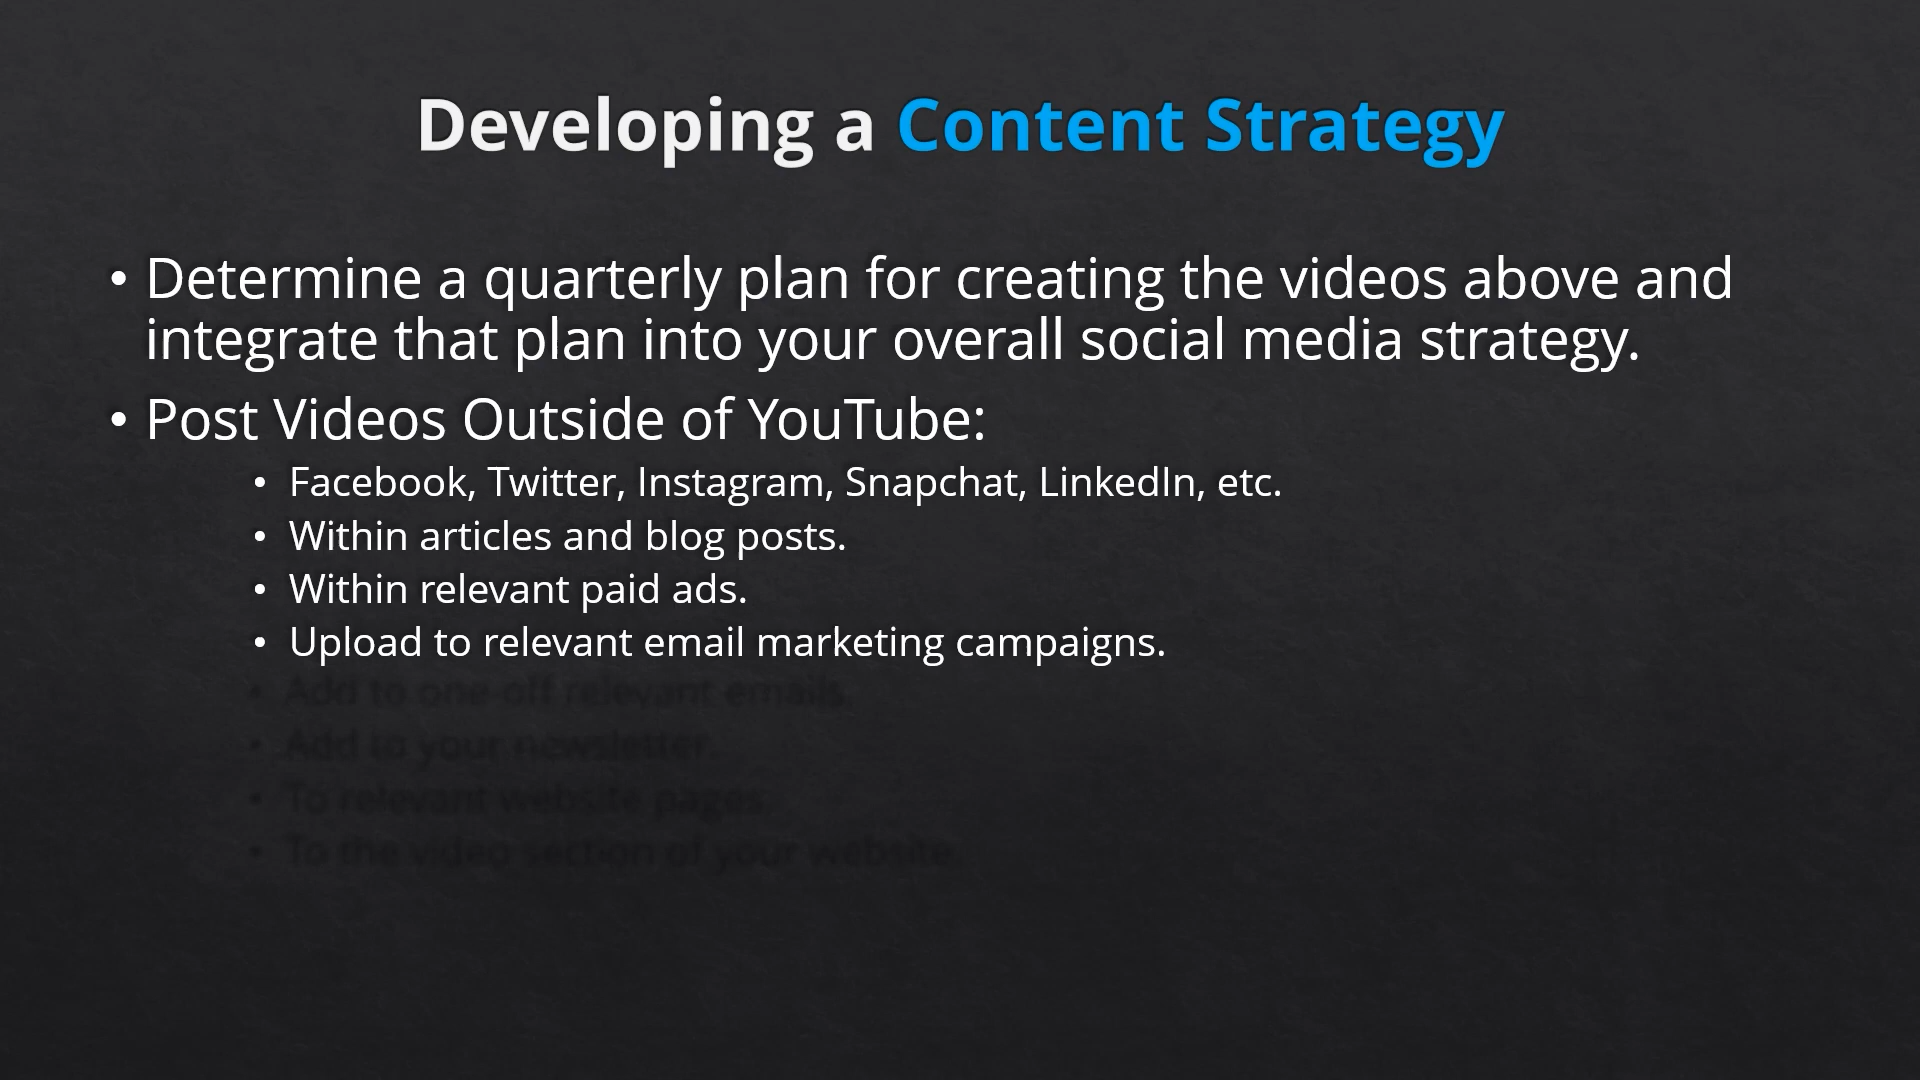 Developing a Content Strategy
• Determine a quarterly plan for creating the videos above and
integrate that plan into your overall social media strategy.
• Post Videos Outside of YouTube:
• Facebook, Twitter, Instagram, Snapchat, LinkedIn, etc.
• Within articles and blog posts.
• Within relevant paid ads.
• Upload to relevant email marketing campaigns.
• Add to one-off relevant emails.
• Add to your newsletter.
• To relevant website pages.
• To the video section of your website.